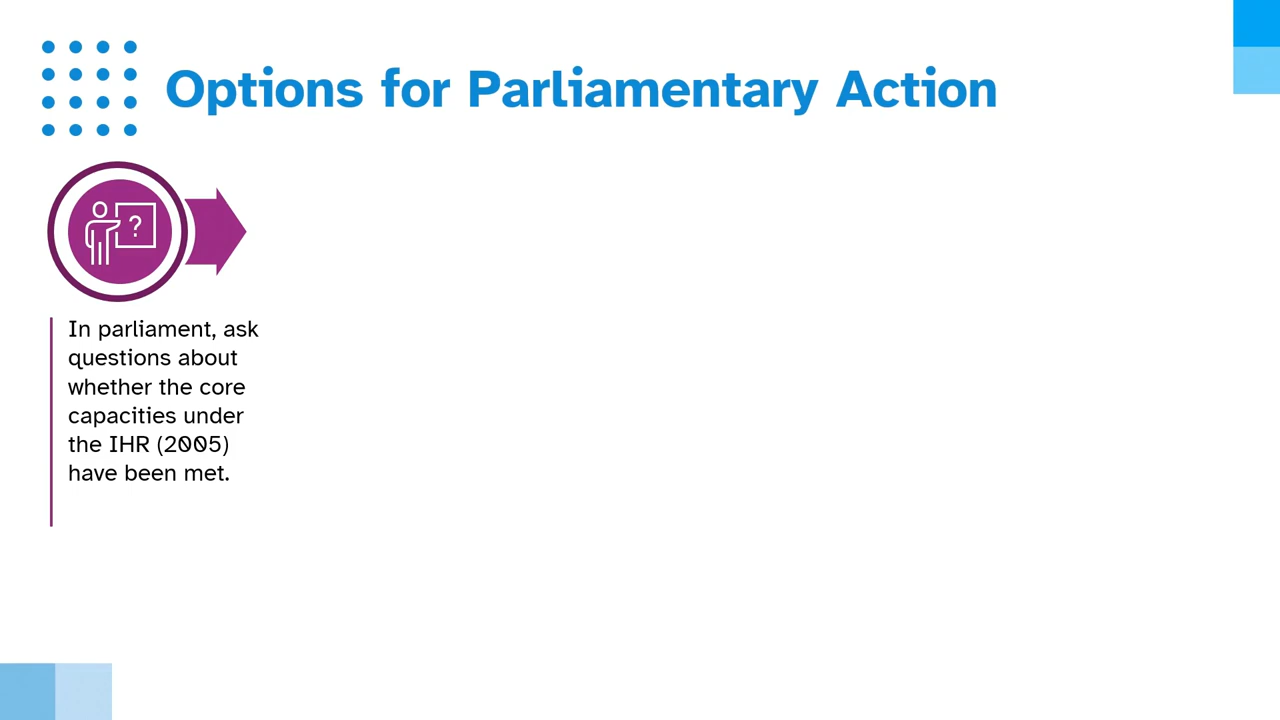 Options for Parliamentary Action
?
In parliament, ask
questions about
whether the core
capacities under
the IHR (2005)
have been met.